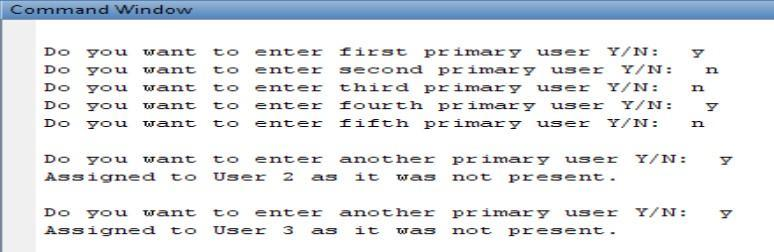 Command Window
Do you want to enter first primary user Y/N: y
Do you want to enter second primary user Y/N: n
Do you want to enter third primary user Y/N: n
Do you want to enter fourth primary user Y/N: y
Do you want to enter fifth primary user Y/N: n
Do you want to enter another primary user Y/N: y
Assigned to User 2 as it was not present.
Do you want to enter another primary user Y/N: y
Assigned to User 3 as it was not present.